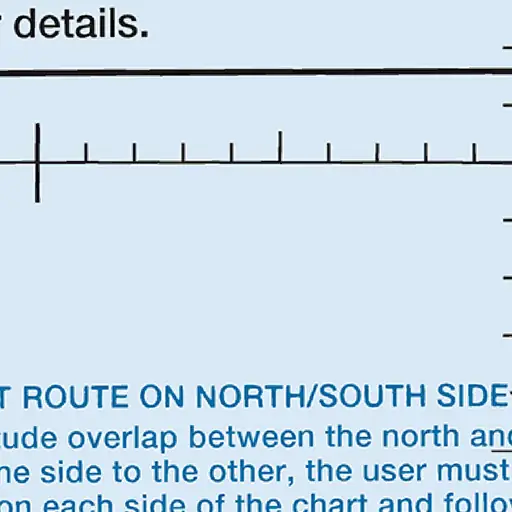 details.
ROUTE ON NORTH/SOUTH SIDE
overlap between the north and
side to the other, the user must
on each side of the chart and follow